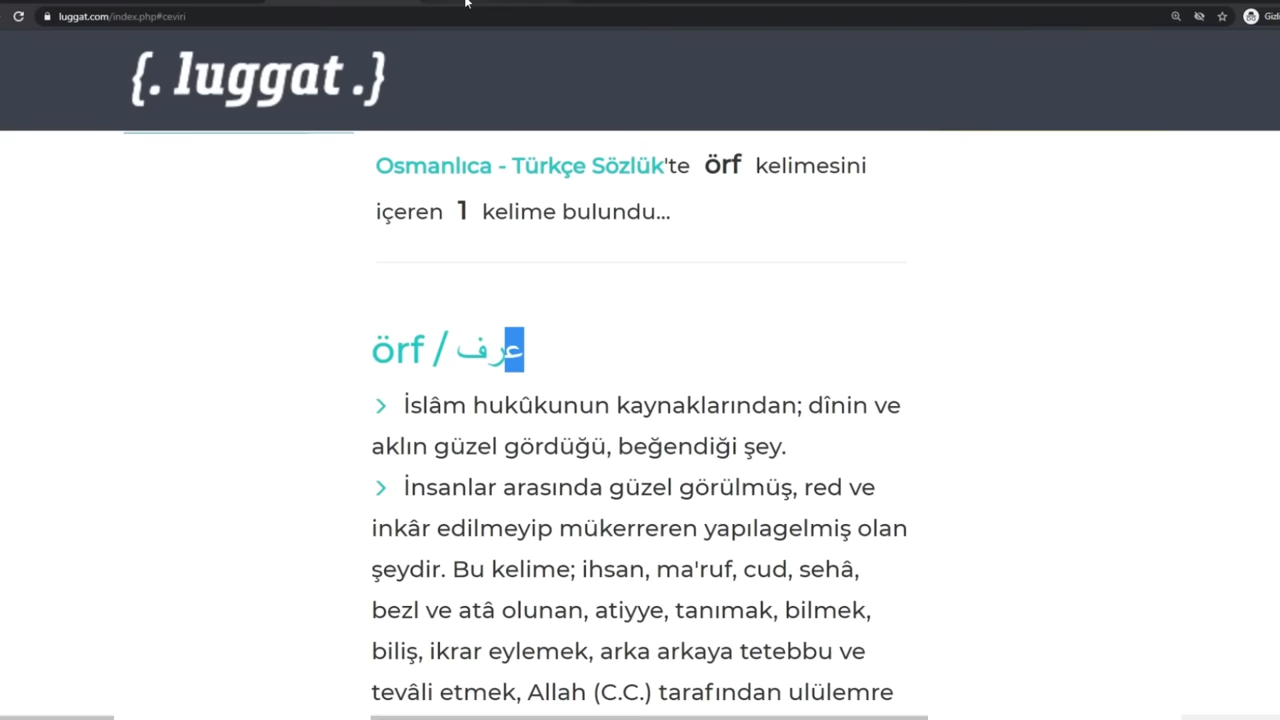 luggat.com/index.php#ceviri
{. luggat .}
Osmanlıca - Türkçe Sözlük'te örf kelimesini
içeren 1 kelime bulundu...
örf / عرف
İslâm hukûkunun kaynaklarından; dînin ve
aklın güzel gördüğü, beğendiği şey.
İnsanlar arasında güzel görülmüş, red ve
inkâr edilmeyip mükerreren yapılagelmiş olan
şeydir. Bu kelime; ihsan, ma'ruf, cud, sehâ,
bezl ve atâ olunan, atiyye, tanımak, bilmek,
biliş, ikrar eylemek, arka arkaya tetebbu ve
tevâli etmek, Allah (C.C.) tarafından ulülemre